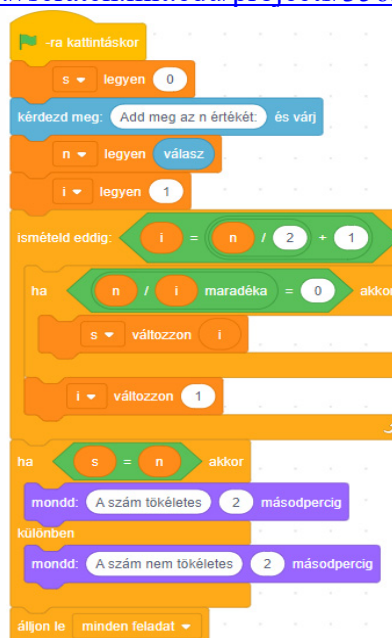 -ra kattintáskor
s legyen 0
kérdezd meg: Add meg az n értékét: és várj
n legyen válasz
i legyen 1
ismételd eddig: i = n / 2 + 1
ha n / i maradéka = 0 akkor
s változzon i
i változzon 1
ha s = n akkor
mondd: A szám tökéletes 2 másodpercig
különben
mondd: A szám nem tökéletes 2 másodpercig
álljon le minden feladat